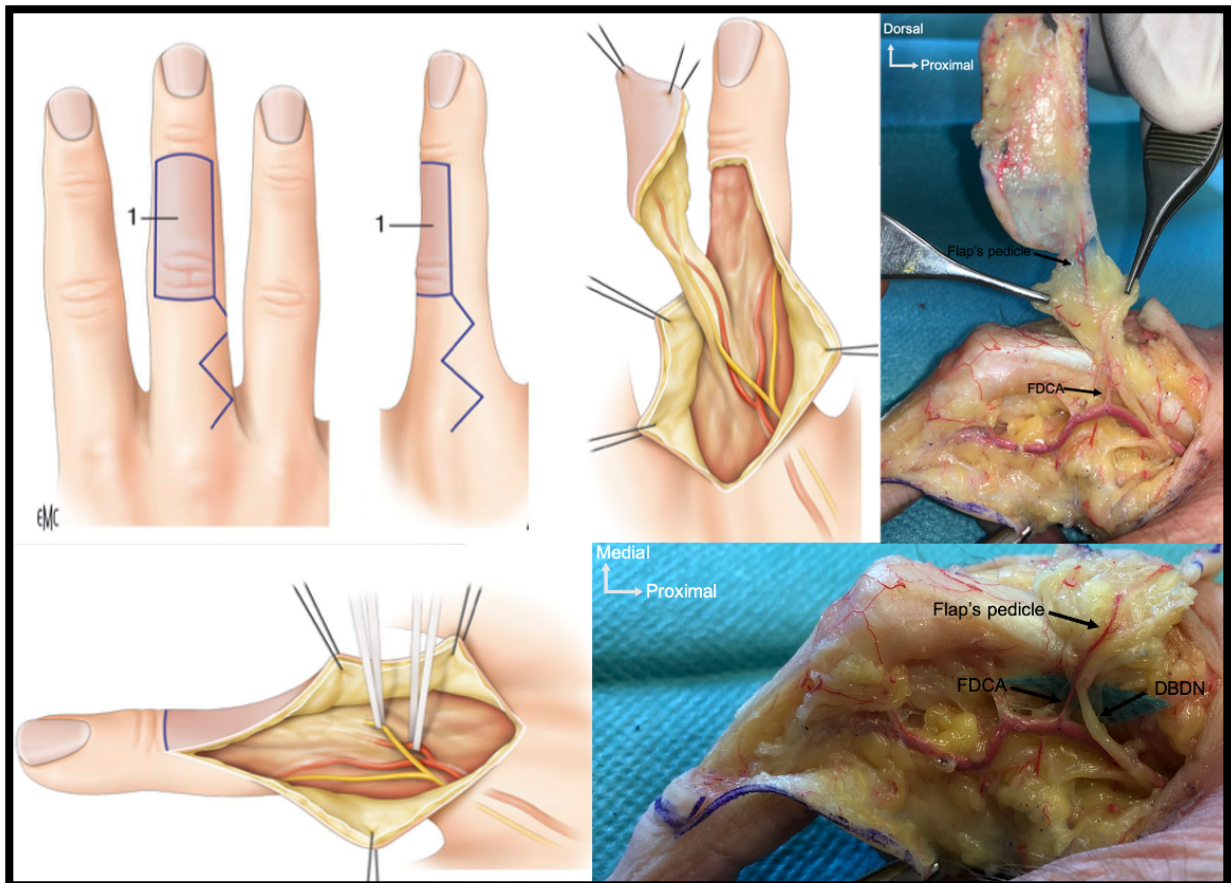 1
1
EMC
Dorsal
Proximal
Flap's pedicle
FDCA
Medial
Proximal
Flap's pedicle
FDCA
DBDN